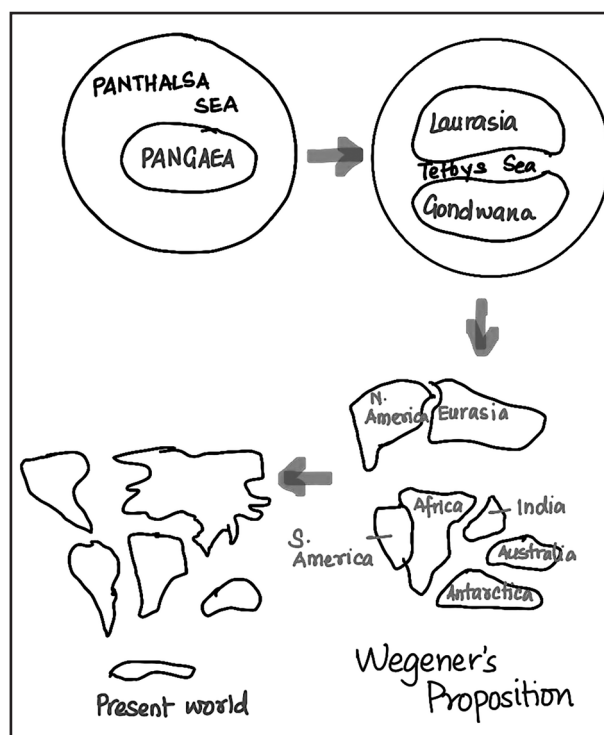 PANTHALSA
SEA
PANGAEA
Laurasia
Tethys Sea
Gondwana
N.
America
Eurasia
Africa
India
S.
America
Australia
Antarctica
Wegener's
Proposition
Present world